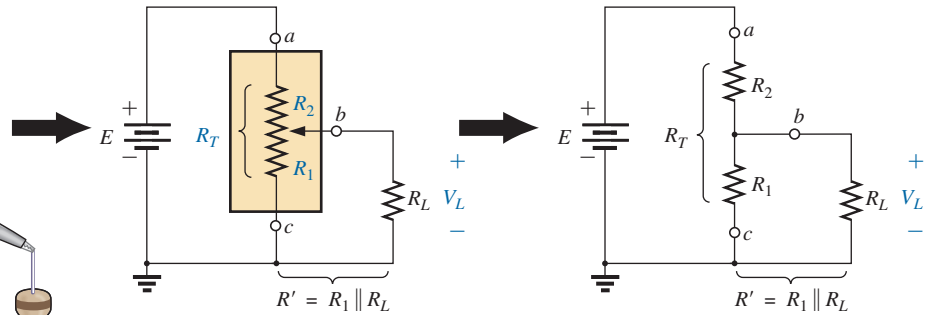 a
R2
b
+
E
−
RT
R1
+
RL VL
−
c
R' = R1 || RL
a
R2
b
+
E
−
RT
R1
+
RL VL
−
c
R' = R1 || RL